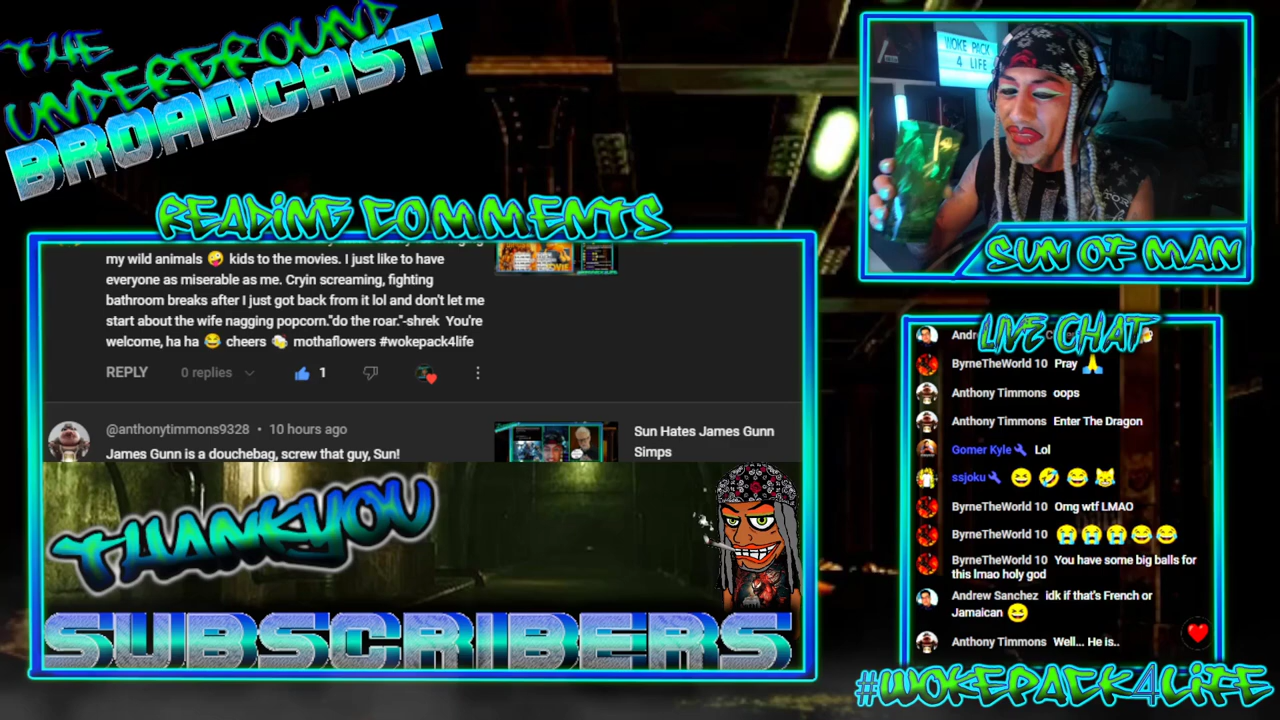 THE
UNDERGROUND
BROADCAST
READING COMMENTS
my wild animals 🤪 kids to the movies. I just like to have
everyone as miserable as me. Cryin screaming, fighting
bathroom breaks after I just got back from it lol and don't let me
start about the wife nagging popcorn."do the roar."-shrek You're
welcome, ha ha 😂 cheers 🍻 mothaflowers #wokepack4life
REPLY 0 replies 1
@anthonytimmons9328 • 10 hours ago
James Gunn is a douchebag, screw that guy, Sun!
Sun Hates James Gunn
Simps
THANKYOU
SUBSCRIBERS
WOKE PACK
4 LIFE
SUN OF MAN
LIVE CHAT
ByrneTheWorld 10 Pray 🙏
Anthony Timmons oops
Anthony Timmons Enter The Dragon
Gomer Kyle Lol
ssjoku 😆 🤣 😂 😹
ByrneTheWorld 10 Omg wtf LMAO
ByrneTheWorld 10 😭 😭 😭 😂 😂
ByrneTheWorld 10 You have some big balls for
this lmao holy god
Andrew Sanchez idk if that's French or
Jamaican 😆
Anthony Timmons Well... He is..
#WOKEPACK4LIFE